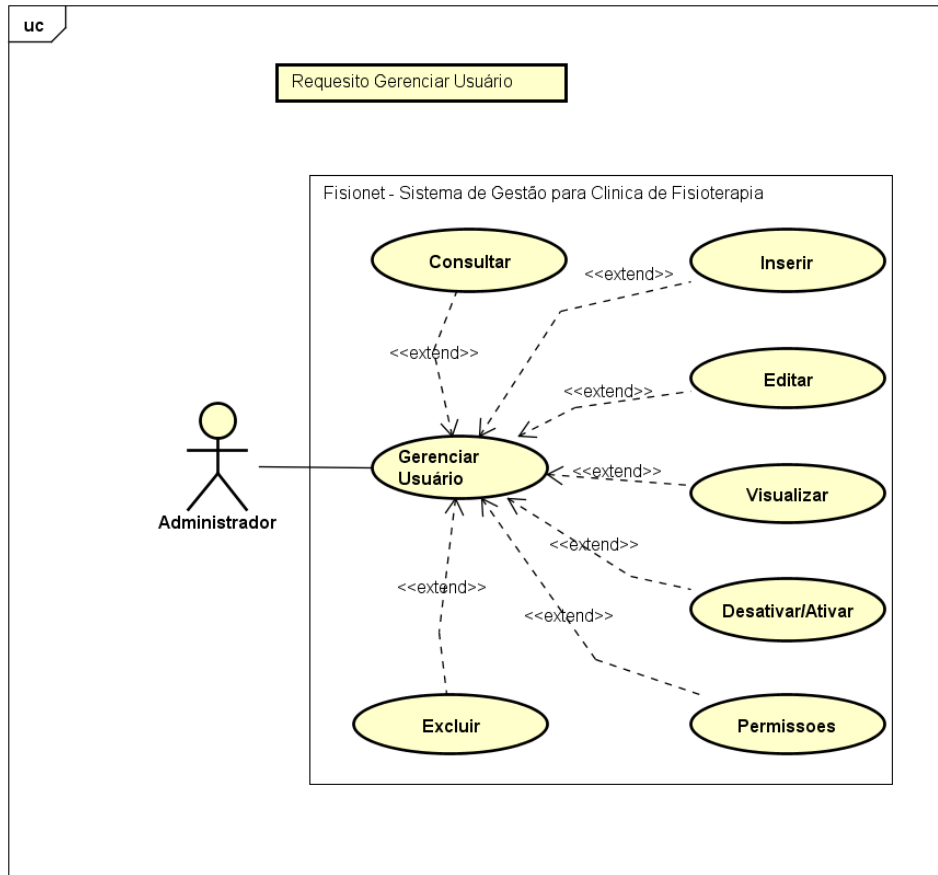 uc
Requesito Gerenciar Usuário
Fisionet - Sistema de Gestão para Clinica de Fisioterapia
Consultar
Inserir
<<extend>>
<<extend>>
Editar
<<extend>>
Gerenciar
Usuário
<<extend>>
Visualizar
Administrador
<<extend>>
<<extend>>
Desativar/Ativar
<<extend>>
Excluir
Permissoes